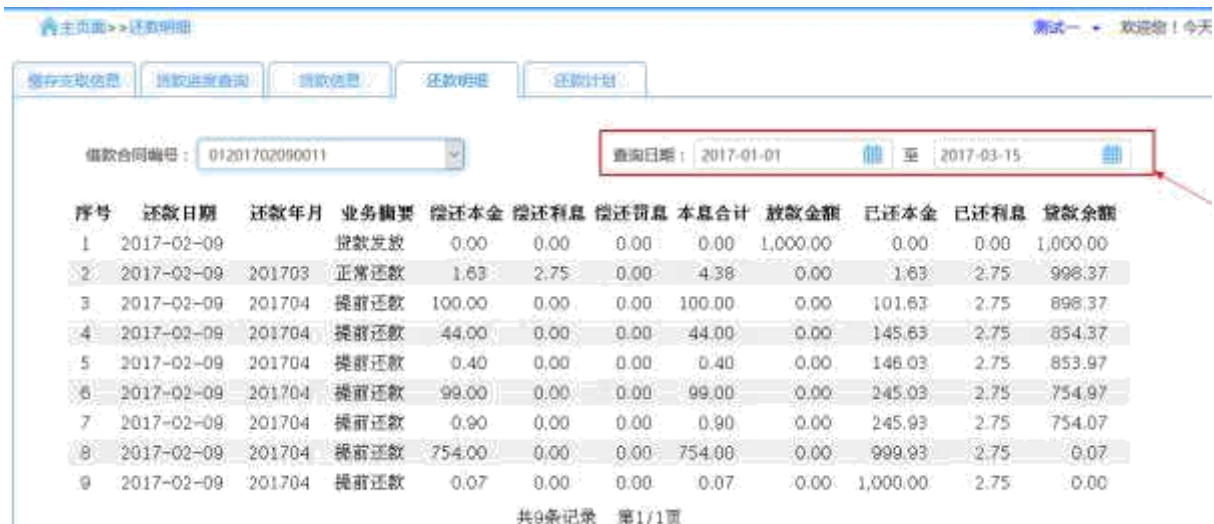 主页面>>还款明细 测试一 欢迎您！今天
缴存支取信息 贷款进度查询 贷款信息 还款明细 还款计划
借款合同编号： 01201702090011 查询日期： 2017-01-01 至 2017-03-15
序号 还款日期 还款年月 业务摘要 偿还本金 偿还利息 偿还罚息 本息合计 放款金额 已还本金 已还利息 贷款余额
1 2017-02-09 贷款发放 0.00 0.00 0.00 0.00 1,000.00 0.00 0.00 1,000.00
2 2017-02-09 201703 正常还款 1.63 2.75 0.00 4.38 0.00 1.63 2.75 998.37
3 2017-02-09 201704 提前还款 100.00 0.00 0.00 100.00 0.00 101.63 2.75 898.37
4 2017-02-09 201704 提前还款 44.00 0.00 0.00 44.00 0.00 145.63 2.75 854.37
5 2017-02-09 201704 提前还款 0.40 0.00 0.00 0.40 0.00 146.03 2.75 853.97
6 2017-02-09 201704 提前还款 99.00 0.00 0.00 99.00 0.00 245.03 2.75 754.97
7 2017-02-09 201704 提前还款 0.90 0.00 0.00 0.90 0.00 245.93 2.75 754.07
8 2017-02-09 201704 提前还款 754.00 0.00 0.00 754.00 0.00 999.93 2.75 0.07
9 2017-02-09 201704 提前还款 0.07 0.00 0.00 0.07 0.00 1,000.00 2.75 0.00
共9条记录 第1/1页